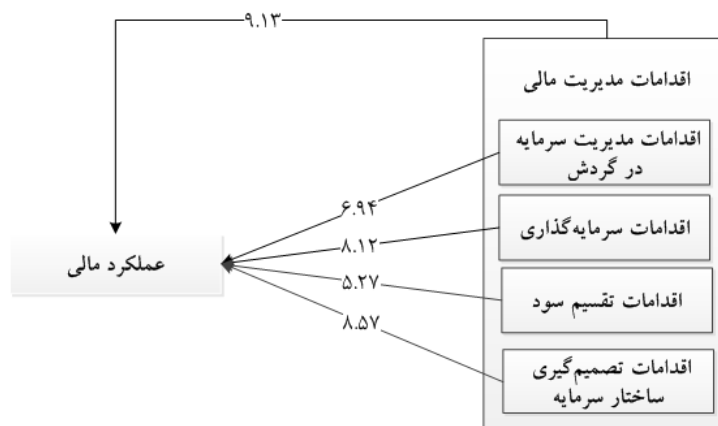 ۹.۱۳
اقدامات مدیریت مالی
اقدامات مدیریت سرمایه
در گردش
۶.۹۴
اقدامات سرمایه‌گذاری
۸.۱۲
عملکرد مالی
۵.۲۷
اقدامات تقسیم سود
۸.۵۷
اقدامات تصمیم‌گیری
ساختار سرمایه